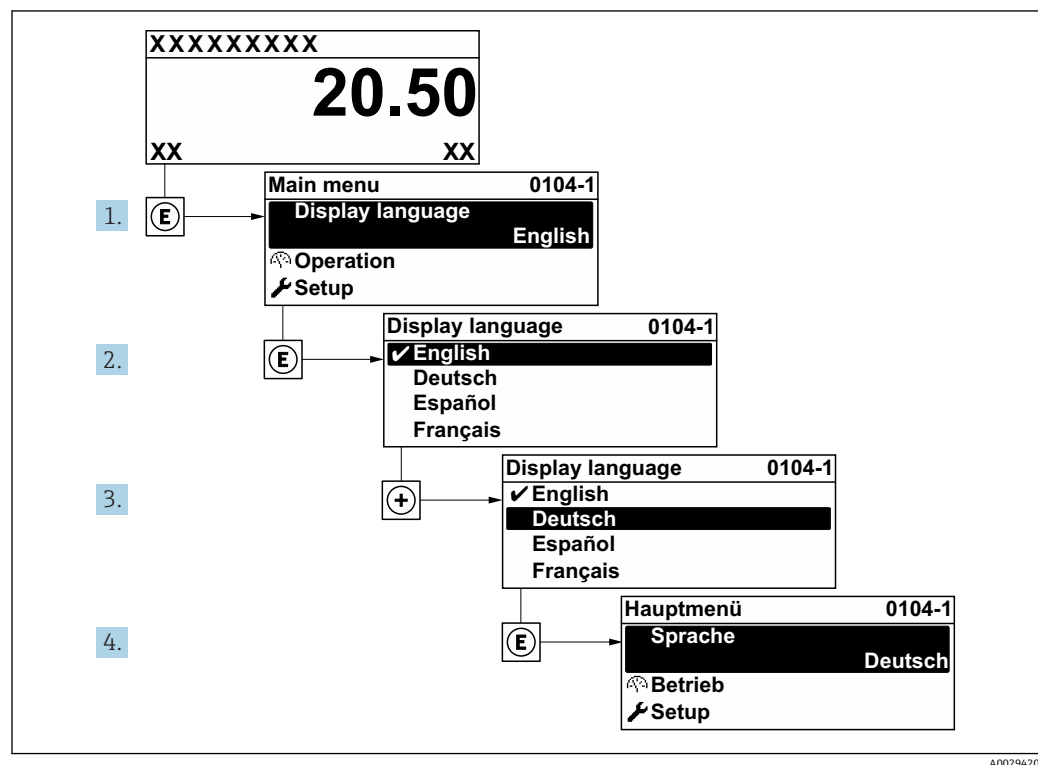 XXXXXXXXX
20.50
XX XX
1. E
Main menu 0104-1
Display language
English
Operation
Setup
2. E
Display language 0104-1
✔English
Deutsch
Español
Français
3. +
Display language 0104-1
✔English
Deutsch
Español
Français
4. E
Hauptmenü 0104-1
Sprache
Deutsch
Betrieb
Setup
A0029420